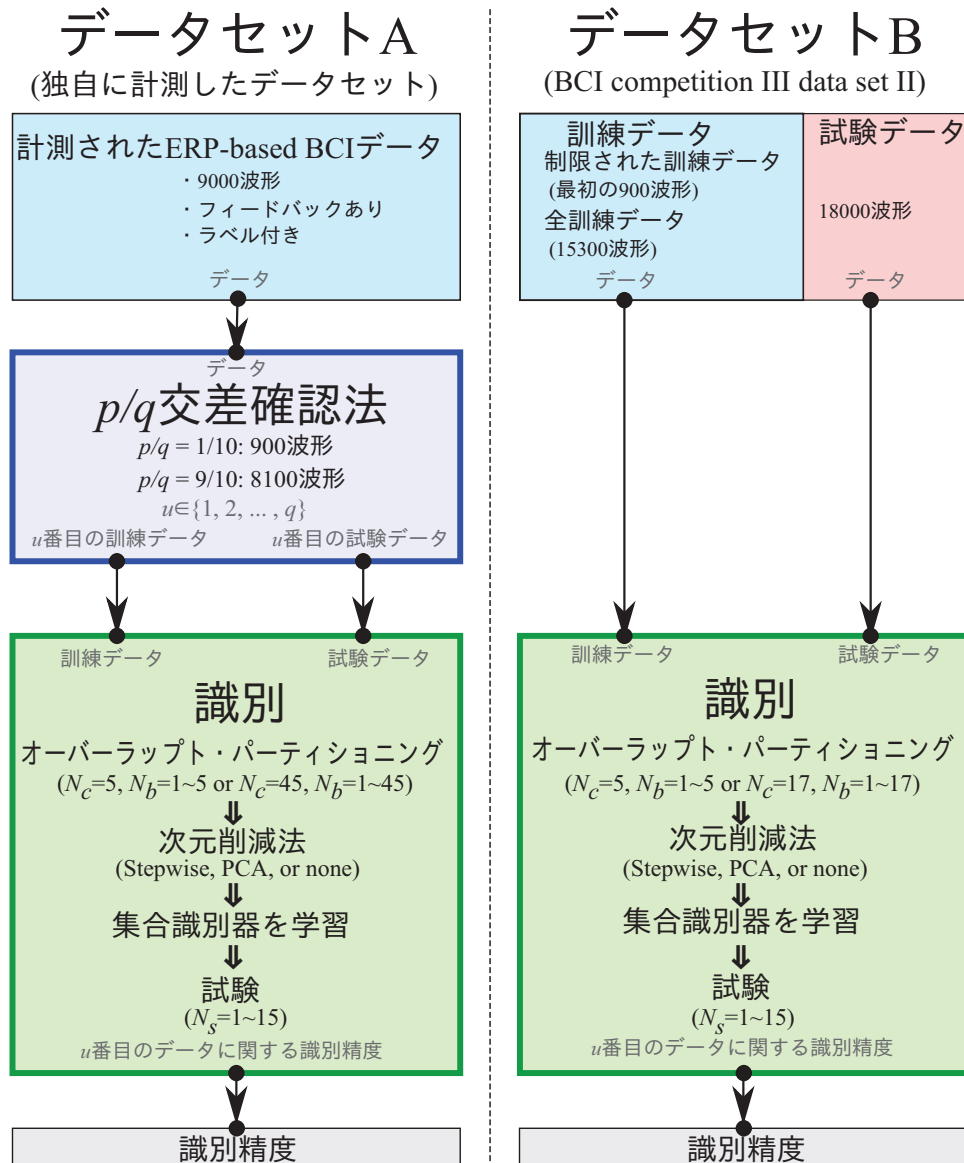 データセットA
(独自に計測したデータセット)
計測されたERP-based BCIデータ
・9000波形
・フィードバックあり
・ラベル付き
データ
データ
p/q交差確認法
p/q = 1/10: 900波形
p/q = 9/10: 8100波形
u∈{1, 2, ... , q}
u番目の訓練データ
u番目の試験データ
訓練データ
試験データ
識別
オーバーラップト・パーティショニング
(Nc=5, Nb=1~5 or Nc=45, Nb=1~45)
⇓
次元削減法
(Stepwise, PCA, or none)
⇓
集合識別器を学習
⇓
試験
(Ns=1~15)
u番目のデータに関する識別精度
識別精度
データセットB
(BCI competition III data set II)
訓練データ
制限された訓練データ
(最初の900波形)
全訓練データ
(15300波形)
データ
試験データ
18000波形
データ
訓練データ
試験データ
識別
オーバーラップト・パーティショニング
(Nc=5, Nb=1~5 or Nc=17, Nb=1~17)
⇓
次元削減法
(Stepwise, PCA, or none)
⇓
集合識別器を学習
⇓
試験
(Ns=1~15)
u番目のデータに関する識別精度
識別精度